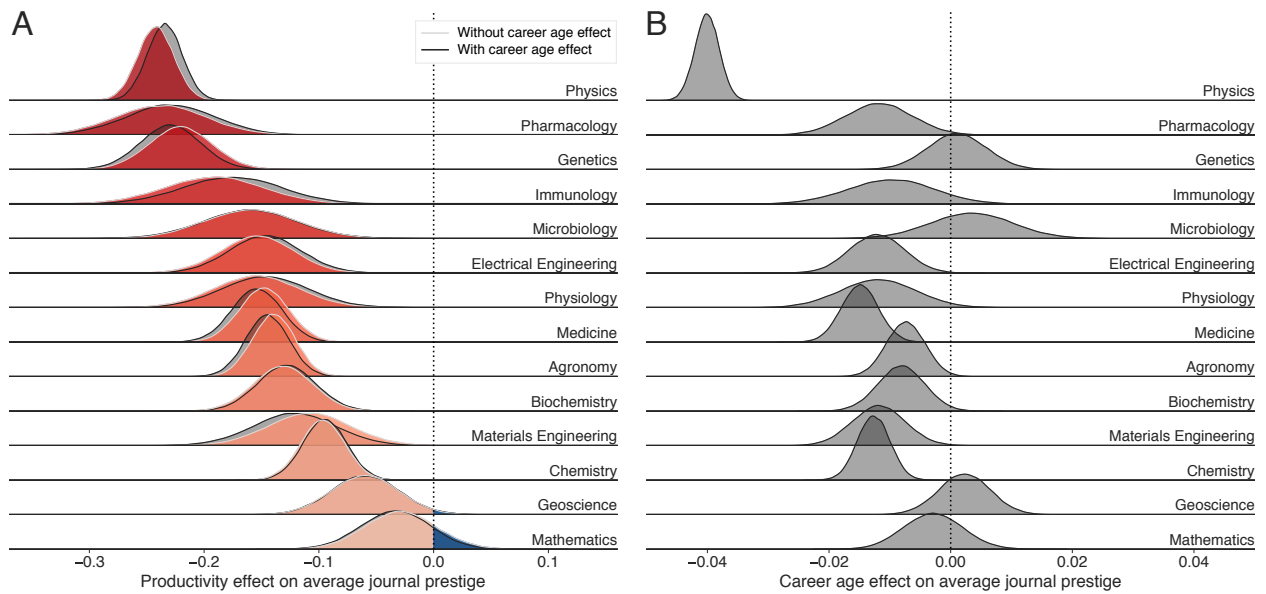 A
Without career age effect
With career age effect
Physics
Pharmacology
Genetics
Immunology
Microbiology
Electrical Engineering
Physiology
Medicine
Agronomy
Biochemistry
Materials Engineering
Chemistry
Geoscience
Mathematics
−0.3
−0.2
−0.1
0.0
0.1
Productivity effect on average journal prestige
B
Physics
Pharmacology
Genetics
Immunology
Microbiology
Electrical Engineering
Physiology
Medicine
Agronomy
Biochemistry
Materials Engineering
Chemistry
Geoscience
Mathematics
−0.04
−0.02
0.00
0.02
0.04
Career age effect on average journal prestige